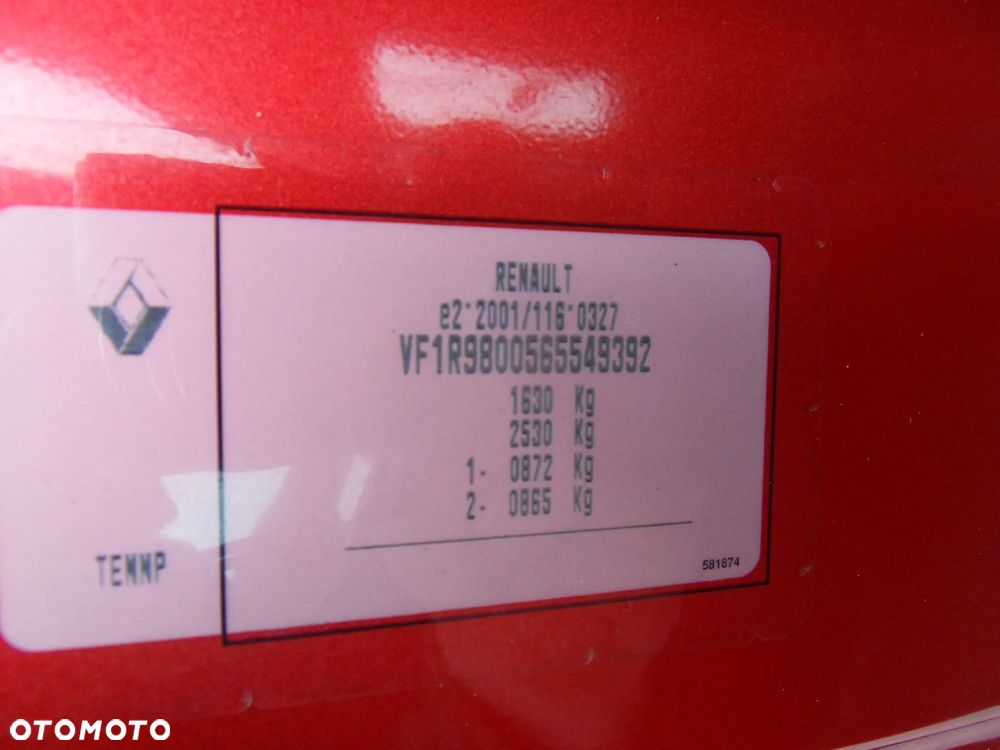 RENAULT
e2*2001/116*0327
VF1R9800565549392
1630 Kg
2530 Kg
1- 0872 Kg
2- 0865 Kg
TENNP
581874
OTOMOTO